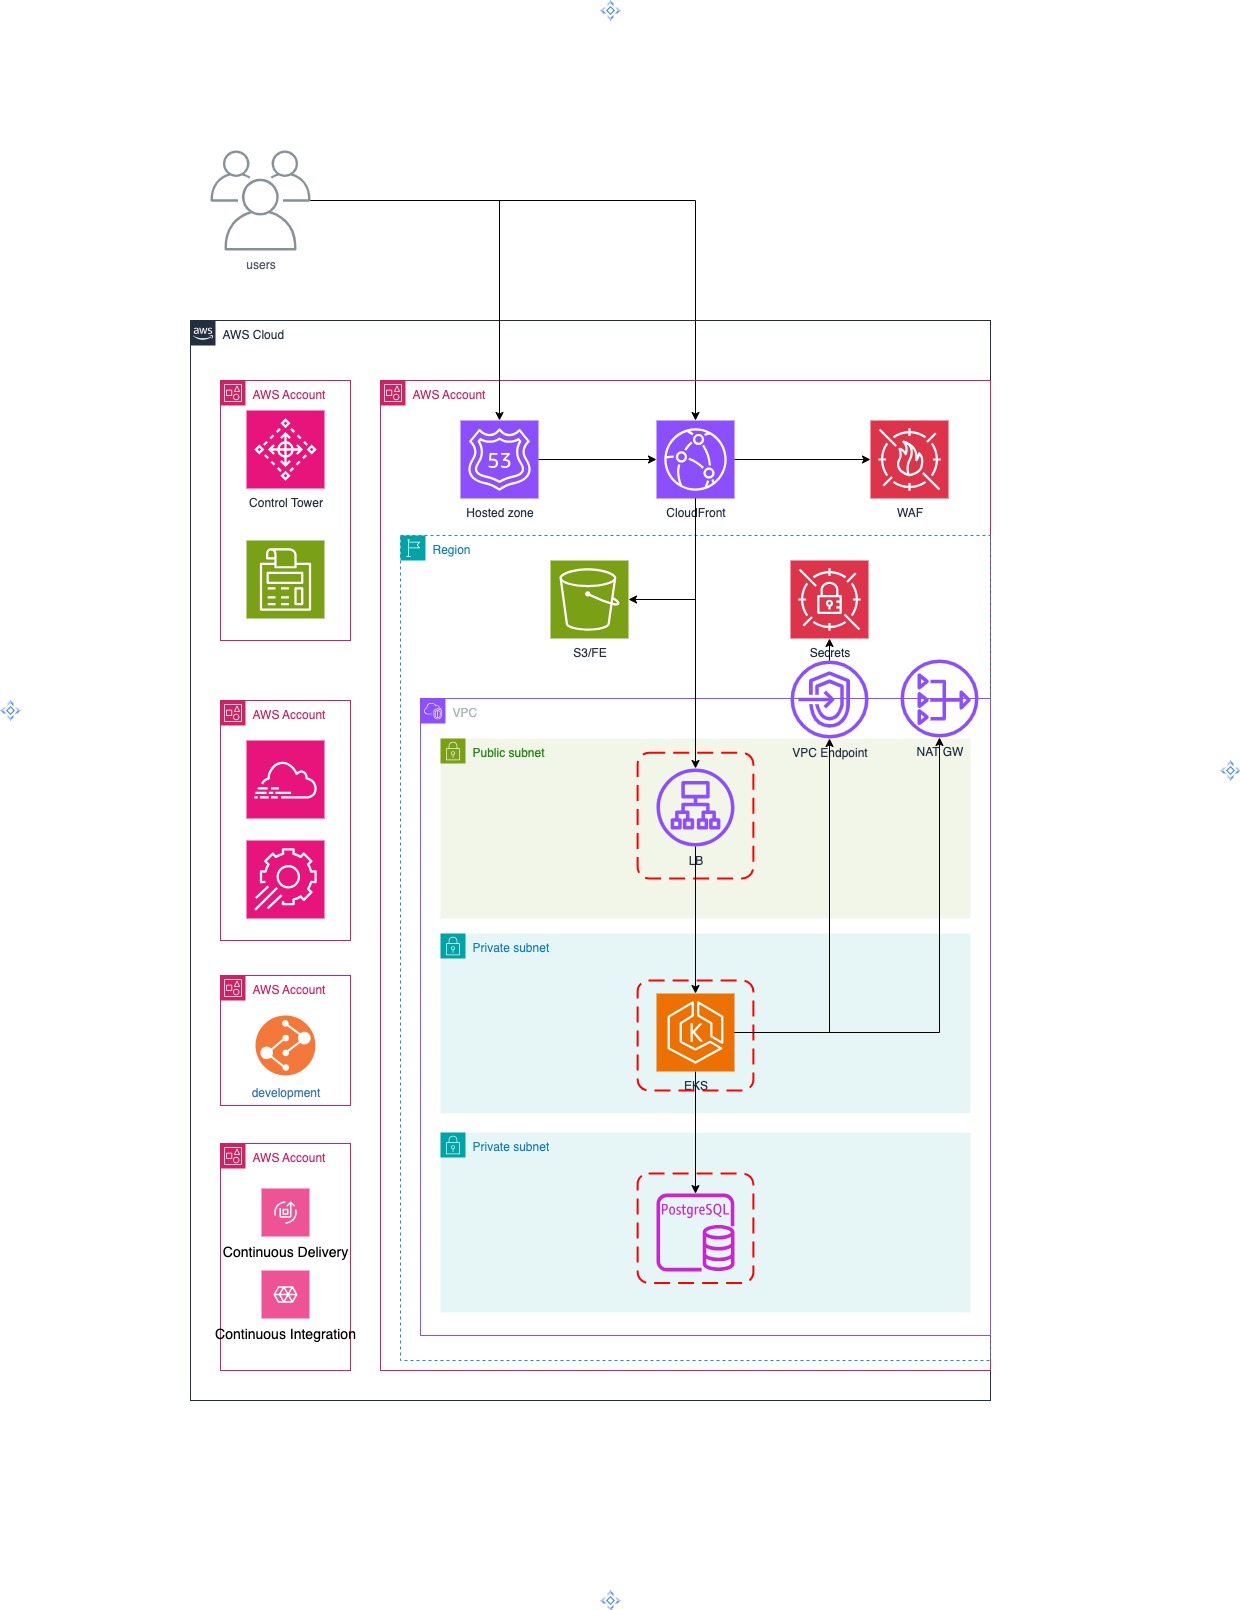 users
aws
AWS Cloud
AWS Account
Control Tower
AWS Account
53
Hosted zone
CloudFront
WAF
Region
S3/FE
Secrets
AWS Account
VPC
VPC Endpoint
NAT GW
Public subnet
LB
Private subnet
K
EKS
AWS Account
development
Private subnet
PostgreSQL
AWS Account
Continuous Delivery
Continuous Integration